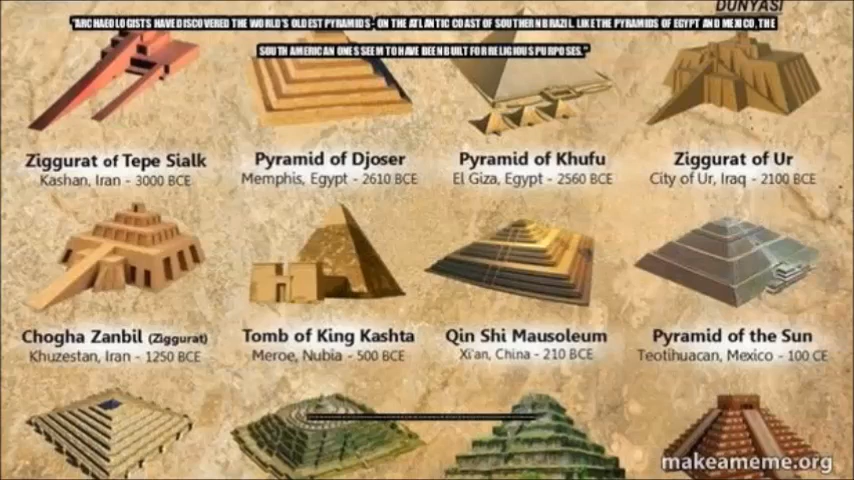 DUNYASI
"ARCHAEOLOGISTS HAVE DISCOVERED THE WORLD'S OLDEST PYRAMIDS - ON THE ATLANTIC COAST OF SOUTHERN BRAZIL. LIKE THE PYRAMIDS OF EGYPT AND MEXICO, THE
SOUTH AMERICAN ONES SEEM TO HAVE BEEN BUILT FOR RELIGIOUS PURPOSES."
Ziggurat of Tepe Sialk
Kashan, Iran - 3000 BCE
Pyramid of Djoser
Memphis, Egypt - 2610 BCE
Pyramid of Khufu
El Giza, Egypt - 2560 BCE
Ziggurat of Ur
City of Ur, Iraq - 2100 BCE
Chogha Zanbil (Ziggurat)
Khuzestan, Iran - 1250 BCE
Tomb of King Kashta
Meroe, Nubia - 500 BCE
Qin Shi Mausoleum
Xi'an, China - 210 BCE
Pyramid of the Sun
Teotihuacan, Mexico - 100 CE
makeameme.org